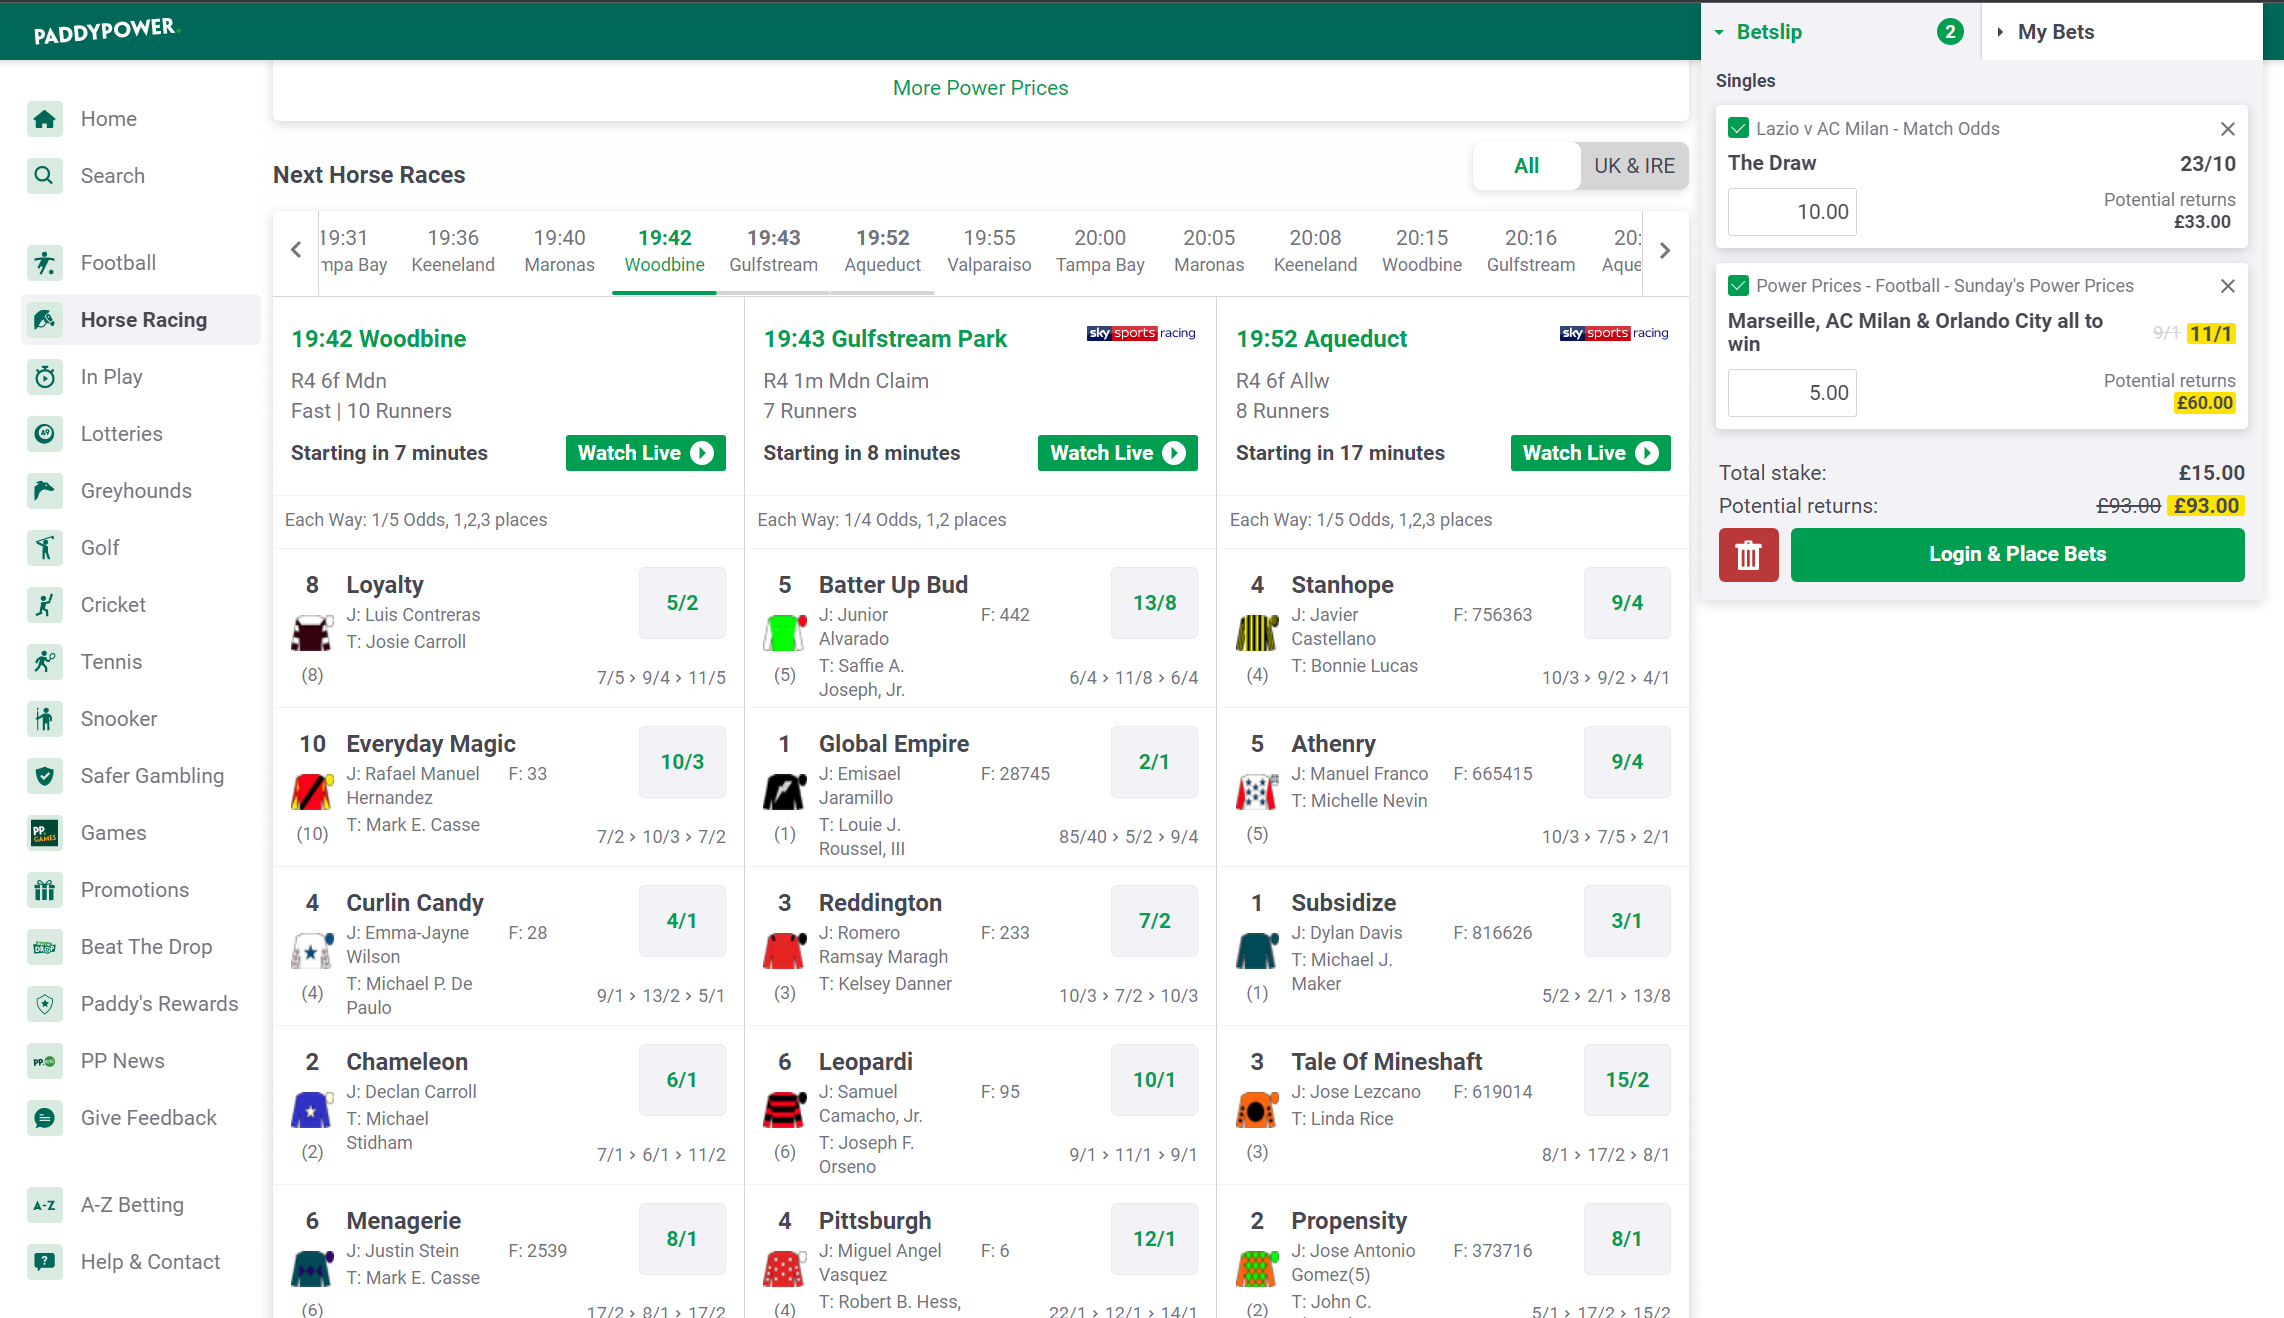 PADDYPOWER.
Home
Search
Football
Horse Racing
In Play
Lotteries
Greyhounds
Golf
Cricket
Tennis
Snooker
Safer Gambling
PP. GAMES
Games
Promotions
Beat The Drop
Paddy's Rewards
PP News
Give Feedback
A-Z
A-Z Betting
Help & Contact
More Power Prices
Next Horse Races
All
UK & IRE
19:31
mpa Bay
19:36
Keeneland
19:40
Maronas
19:42
Woodbine
19:43
Gulfstream
19:52
Aqueduct
19:55
Valparaiso
20:00
Tampa Bay
20:05
Maronas
20:08
Keeneland
20:15
Woodbine
20:16
Gulfstream
20:
Aque
19:42 Woodbine
R4 6f Mdn
Fast | 10 Runners
Starting in 7 minutes
Watch Live
Each Way: 1/5 Odds, 1,2,3 places
8 Loyalty
J: Luis Contreras
T: Josie Carroll
(8)
5/2
7/5 › 9/4 › 11/5
10 Everyday Magic
J: Rafael Manuel Hernandez
F: 33
T: Mark E. Casse
(10)
10/3
7/2 › 10/3 › 7/2
4 Curlin Candy
J: Emma-Jayne Wilson
F: 28
T: Michael P. De Paulo
(4)
4/1
9/1 › 13/2 › 5/1
2 Chameleon
J: Declan Carroll
T: Michael Stidham
(2)
6/1
7/1 › 6/1 › 11/2
6 Menagerie
J: Justin Stein
F: 2539
T: Mark E. Casse
(6)
8/1
17/2 › 8/1 › 17/2
19:43 Gulfstream Park
sky sports racing
R4 1m Mdn Claim
7 Runners
Starting in 8 minutes
Watch Live
Each Way: 1/4 Odds, 1,2 places
5 Batter Up Bud
J: Junior Alvarado
F: 442
T: Saffie A. Joseph, Jr.
(5)
13/8
6/4 › 11/8 › 6/4
1 Global Empire
J: Emisael Jaramillo
F: 28745
T: Louie J. Roussel, III
(1)
2/1
85/40 › 5/2 › 9/4
3 Reddington
J: Romero Ramsay Maragh
F: 233
T: Kelsey Danner
(3)
7/2
10/3 › 7/2 › 10/3
6 Leopardi
J: Samuel Camacho, Jr.
F: 95
T: Joseph F. Orseno
(6)
10/1
9/1 › 11/1 › 9/1
4 Pittsburgh
J: Miguel Angel Vasquez
F: 6
T: Robert B. Hess,
(4)
12/1
22/1 › 12/1 › 14/1
19:52 Aqueduct
sky sports racing
R4 6f Allw
8 Runners
Starting in 17 minutes
Watch Live
Each Way: 1/5 Odds, 1,2,3 places
4 Stanhope
J: Javier Castellano
F: 756363
T: Bonnie Lucas
(4)
9/4
10/3 › 9/2 › 4/1
5 Athenry
J: Manuel Franco
F: 665415
T: Michelle Nevin
(5)
9/4
10/3 › 7/5 › 2/1
1 Subsidize
J: Dylan Davis
F: 816626
T: Michael J. Maker
(1)
3/1
5/2 › 2/1 › 13/8
3 Tale Of Mineshaft
J: Jose Lezcano
F: 619014
T: Linda Rice
(3)
15/2
8/1 › 17/2 › 8/1
2 Propensity
J: Jose Antonio Gomez(5)
F: 373716
T: John C.
(2)
8/1
5/1 › 17/2 › 15/2
Betslip
2
My Bets
Singles
Lazio v AC Milan - Match Odds
The Draw
23/10
10.00
Potential returns
£33.00
Power Prices - Football - Sunday's Power Prices
Marseille, AC Milan & Orlando City all to win
9/1 11/1
5.00
Potential returns
£60.00
Total stake: £15.00
Potential returns: £93.00 £93.00
Login & Place Bets